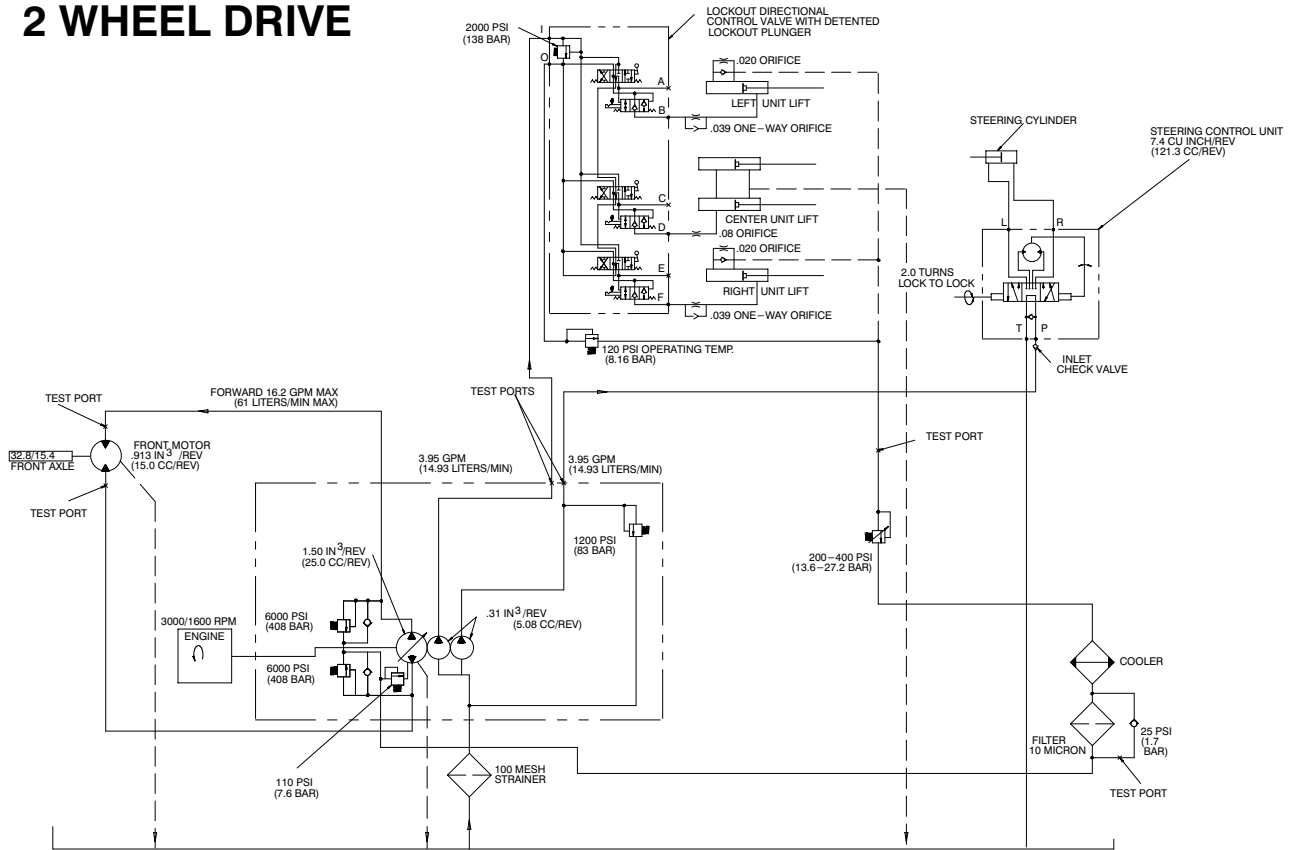 2 WHEEL DRIVE
2000 PSI
(138 BAR)
I
O
LOCKOUT DIRECTIONAL
CONTROL VALVE WITH DETENTED
LOCKOUT PLUNGER
A
B
.020 ORIFICE
LEFT UNIT LIFT
.039 ONE-WAY ORIFICE
C
D
CENTER UNIT LIFT
.08 ORIFICE
.020 ORIFICE
E
F
RIGHT UNIT LIFT
.039 ONE-WAY ORIFICE
120 PSI OPERATING TEMP.
(8.16 BAR)
STEERING CYLINDER
STEERING CONTROL UNIT
7.4 CU INCH/REV
(121.3 CC/REV)
L
R
2.0 TURNS
LOCK TO LOCK
T
P
INLET
CHECK VALVE
TEST PORT
FORWARD 16.2 GPM MAX
(61 LITERS/MIN MAX)
TEST PORTS
32.8/15.4
FRONT AXLE
FRONT MOTOR
.913 IN3 /REV
(15.0 CC/REV)
TEST PORT
3.95 GPM
(14.93 LITERS/MIN)
3.95 GPM
(14.93 LITERS/MIN)
TEST PORT
1200 PSI
(83 BAR)
200-400 PSI
(13.6-27.2 BAR)
1.50 IN3/REV
(25.0 CC/REV)
.31 IN3/REV
(5.08 CC/REV)
3000/1600 RPM
ENGINE
6000 PSI
(408 BAR)
6000 PSI
(408 BAR)
110 PSI
(7.6 BAR)
100 MESH
STRAINER
COOLER
FILTER
10 MICRON
25 PSI
(1.7
BAR)
TEST PORT